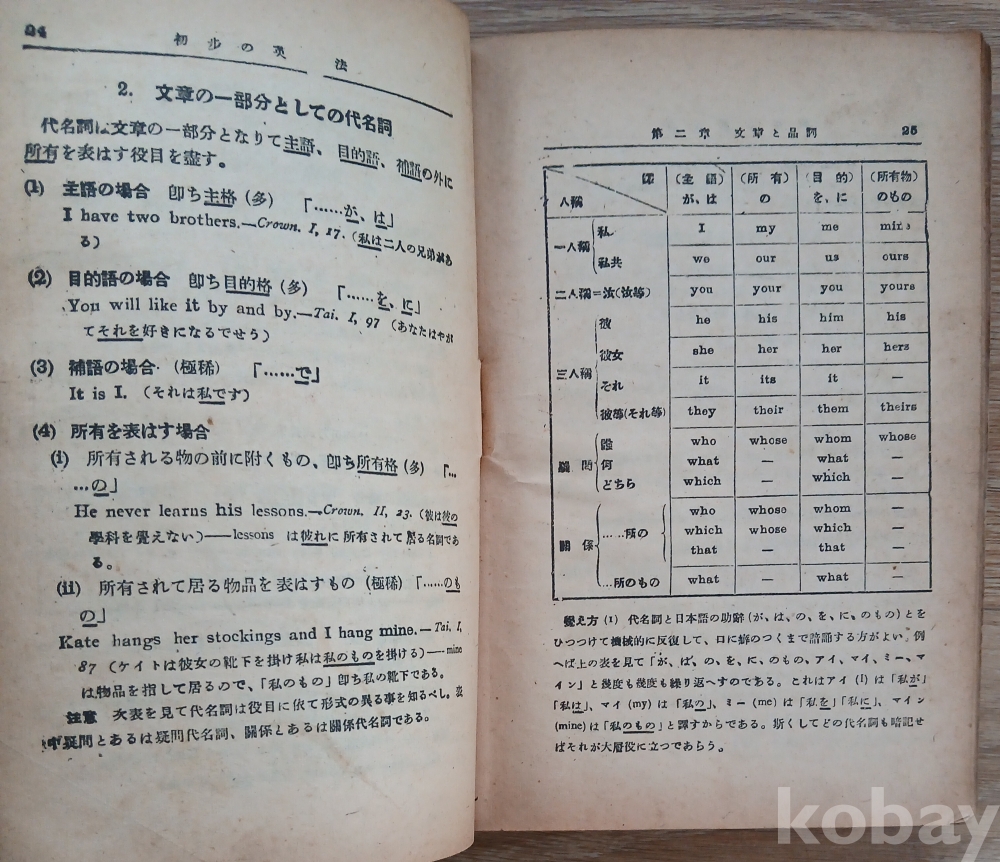 24
初步の英 法
2. 文章の一部分としての代名詞
代名詞は文章の一部分となりて主語、目的語、補語の外に
所有を表はす役目を盡す。
(1) 主語の場合 卽ち主格 (多) 「……が、は」
I have two brothers.—Crown. I, 17. (私は二人の兄弟があ
る)
(2) 目的語の場合 卽ち目的格 (多) 「……を、に」
You will like it by and by.—Tai. I, 97 (あなたはやが
てそれを好きになるでせう)
(3) 補語の場合 (極稀) 「……で」
It is I. (それは私です)
(4) 所有を表はす場合
(i) 所有される物の前に附くもの、卽ち所有格 (多) 「…
…の」
He never learns his lessons.—Crown. II, 23. (彼は彼の
學科を覺えない)——lessons は彼れに所有されて居る名詞であ
る。
(ii) 所有されて居る物品を表はすもの (極稀) 「……のも
の」
Kate hangs her stockings and I hang mine.—Tai. I,
87 (ケイトは彼女の靴下を掛け私は私のものを掛ける)——mine
は物品を指して居るので、「私のもの」卽ち私の靴下である。
注意 次表を見て代名詞は役目に依て形式の異る事を知るべし。表
中疑問とあるは疑問代名詞、關係とあるは關係代名詞である。
第二章 文章と品詞 25
(主語) (所有) (目的) (所有物)
人稱 が、は の を、に のもの
一人稱 私 I my me mine
私共 we our us ours
二人稱=汝(汝等) you your you yours
彼 he his him his
彼女 she her her hers
三人稱 それ it its it —
彼等(それ等) they their them theirs
誰 who whose whom whose
疑問 何 what — what —
どちら which — which —
who whose whom —
關係 ……所の which whose which —
that — that —
…所のもの what — what —
覺え方 (1) 代名詞と日本語の助辭(が、は、の、を、に、のもの)とを
ひつつけて機械的に反復して、口に癖のつくまで諳誦する方がよい。例
へば上の表を見て「が、ば、の、を、に、のもの、アイ、マイ、ミー、マ
イン」と幾度も幾度も繰り返へすのである。これはアイ (I) は「私が」
「私は」、マイ (my) は「私の」、ミー (me) は「私を」「私に」、マイン
(mine) は「私のもの」と譯すからである。斯くしてどの代名詞も暗記せ
ばそれが大層役に立つであらう。
kobay